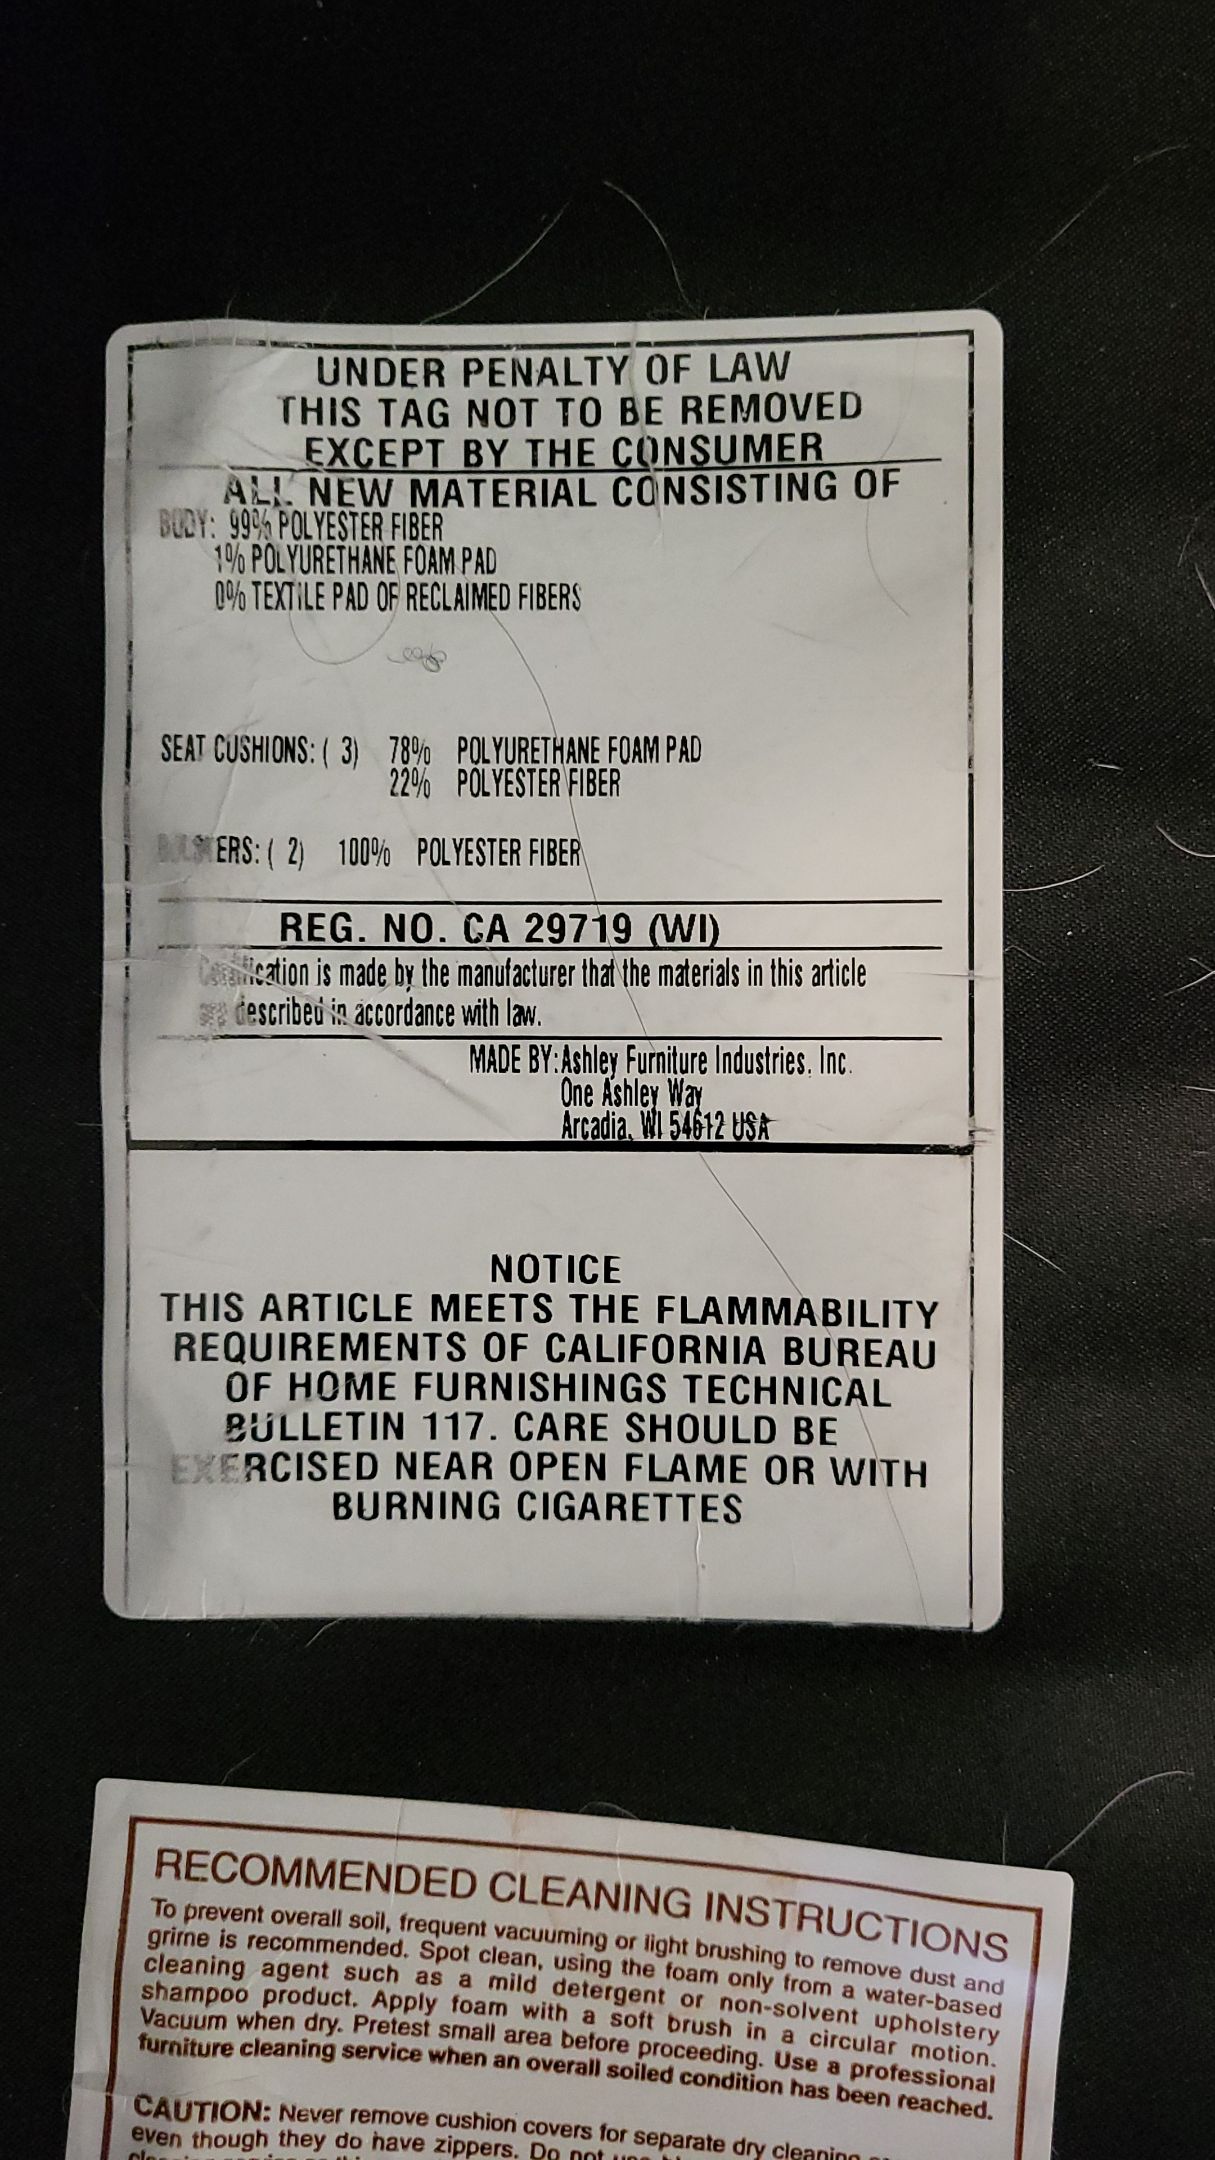 UNDER PENALTY OF LAW
THIS TAG NOT TO BE REMOVED
EXCEPT BY THE CONSUMER
ALL NEW MATERIAL CONSISTING OF
BODY: 99% POLYESTER FIBER
1% POLYURETHANE FOAM PAD
0% TEXTILE PAD OF RECLAIMED FIBERS
SEAT CUSHIONS: ( 3) 78% POLYURETHANE FOAM PAD
22% POLYESTER FIBER
BOLSTERS: ( 2) 100% POLYESTER FIBER
REG. NO. CA 29719 (WI)
Certification is made by the manufacturer that the materials in this article
are described in accordance with law.
MADE BY: Ashley Furniture Industries, Inc.
One Ashley Way
Arcadia, WI 54612 USA
NOTICE
THIS ARTICLE MEETS THE FLAMMABILITY
REQUIREMENTS OF CALIFORNIA BUREAU
OF HOME FURNISHINGS TECHNICAL
BULLETIN 117. CARE SHOULD BE
EXERCISED NEAR OPEN FLAME OR WITH
BURNING CIGARETTES
RECOMMENDED CLEANING INSTRUCTIONS
To prevent overall soil, frequent vacuuming or light brushing to remove dust and
grime is recommended. Spot clean, using the foam only from a water-based
cleaning agent such as a mild detergent or non-solvent upholstery
shampoo product. Apply foam with a soft brush in a circular motion.
Vacuum when dry. Pretest small area before proceeding. Use a professional
furniture cleaning service when an overall soiled condition has been reached.
CAUTION: Never remove cushion covers for separate dry cleaning
even though they do have zippers. Do not